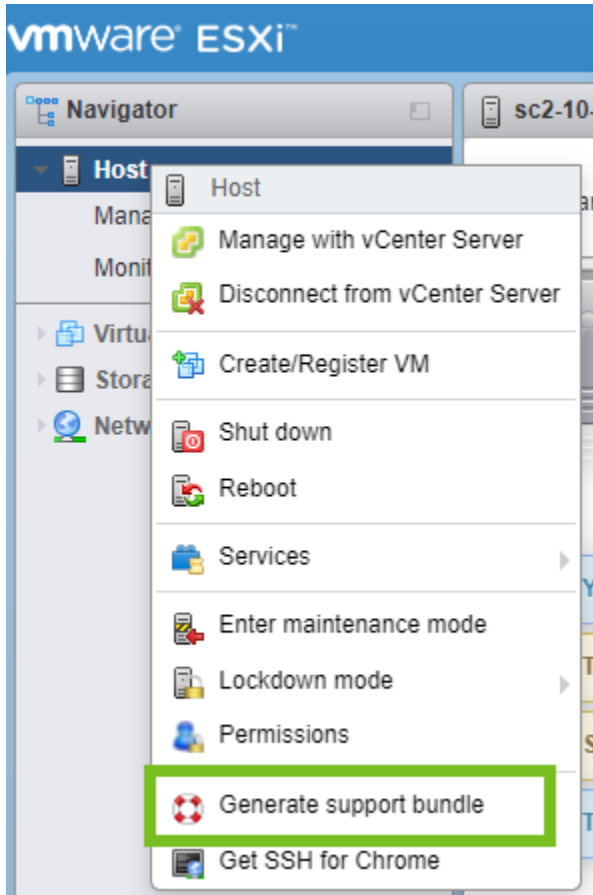 vmware ESXi™
Navigator
sc2-10-
Host
Host
Manage with vCenter Server
Disconnect from vCenter Server
Create/Register VM
Shut down
Reboot
Services
Enter maintenance mode
Lockdown mode
Permissions
Generate support bundle
Get SSH for Chrome